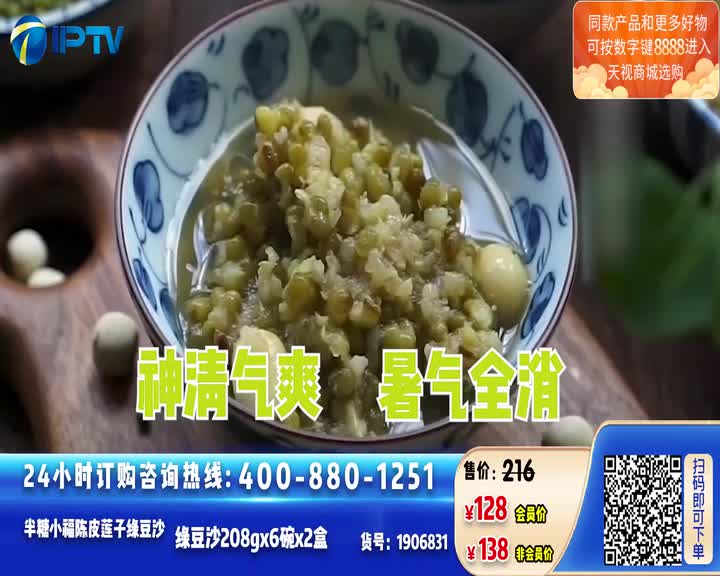 IPTV
同款产品和更多好物
可按数字键8888进入
天视商城选购
神清气爽 暑气全消
24小时订购咨询热线:400-880-1251
半糖小福陈皮莲子绿豆沙
绿豆沙208gx6碗x2盒
货号:1906831
售价:216
¥128 会员价
¥138 非会员价
扫码即可下单